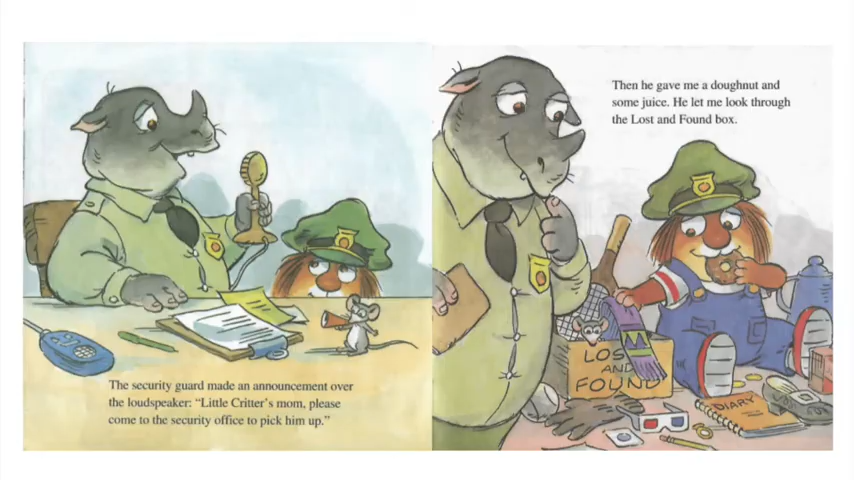 The security guard made an announcement over
the loudspeaker: “Little Critter’s mom, please
come to the security office to pick him up.”
Then he gave me a doughnut and
some juice. He let me look through
the Lost and Found box.
LOS
AND
FOUND
DIARY